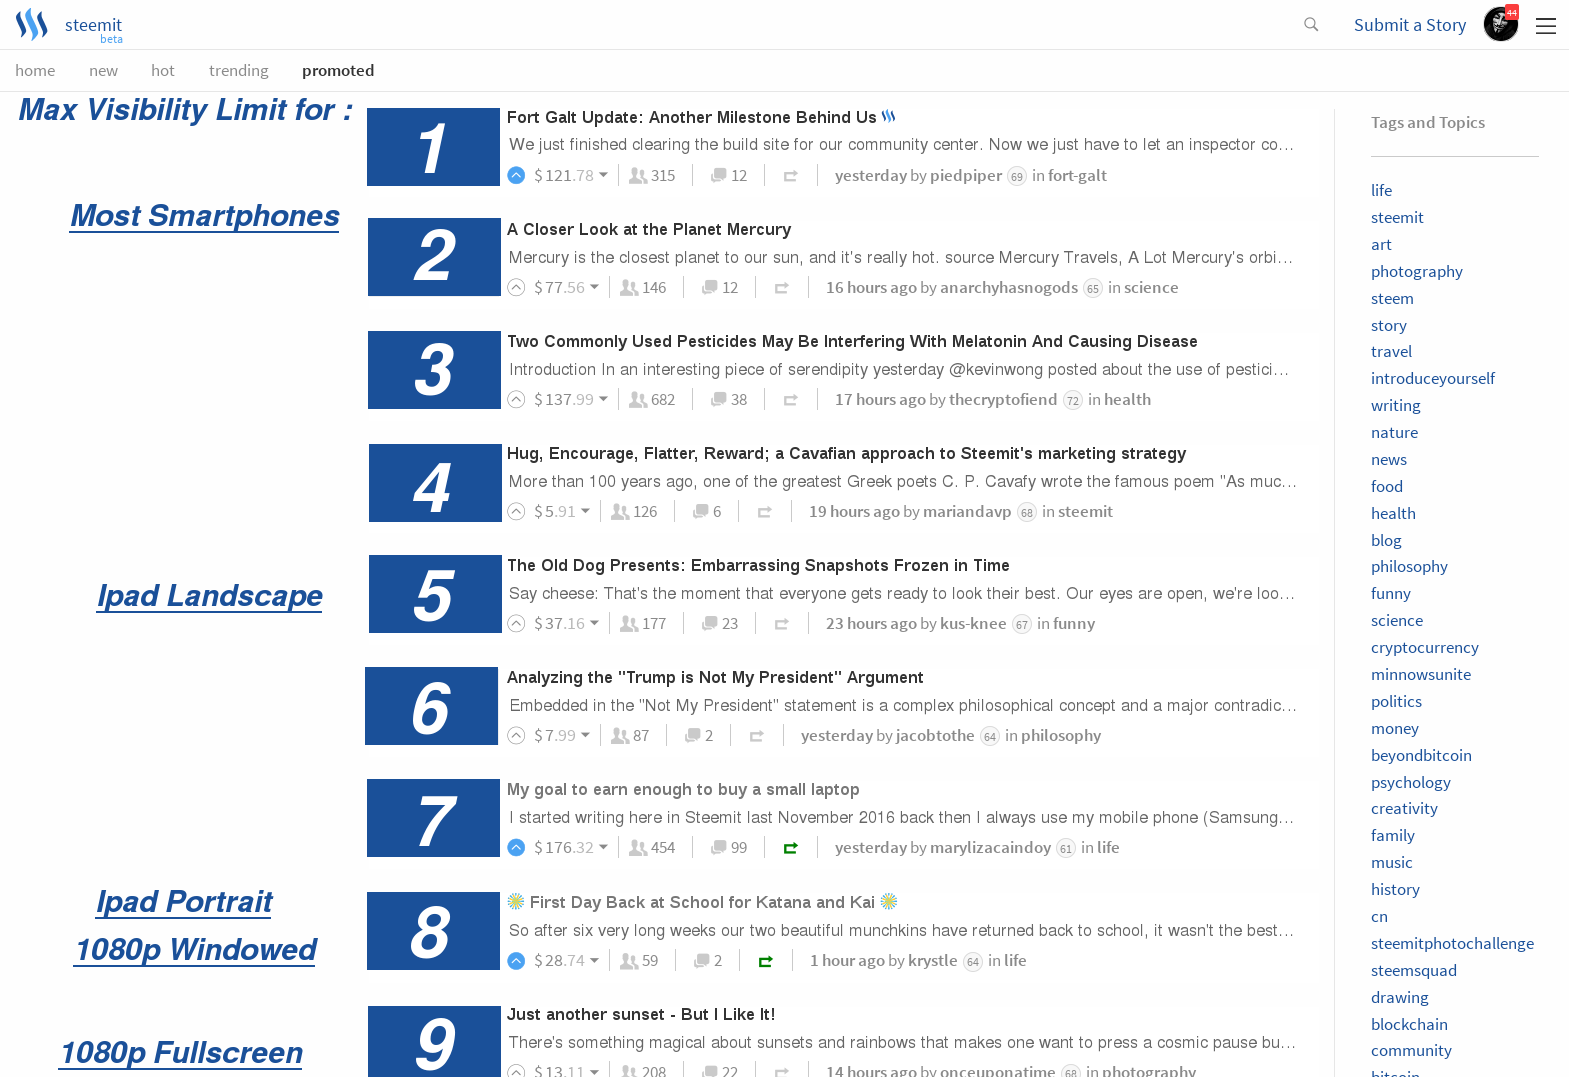 steemit
beta
Submit a Story
44
home new hot trending promoted
Max Visibility Limit for :
1
Fort Galt Update: Another Milestone Behind Us
We just finished clearing the build site for our community center. Now we just have to let an inspector co...
$ 121.78 315 12 yesterday by piedpiper 69 in fort-galt
Most Smartphones
2
A Closer Look at the Planet Mercury
Mercury is the closest planet to our sun, and it's really hot. source Mercury Travels, A Lot Mercury's orbi...
$ 77.56 146 12 16 hours ago by anarchyhasnogods 65 in science
3
Two Commonly Used Pesticides May Be Interfering With Melatonin And Causing Disease
Introduction In an interesting piece of serendipity yesterday @kevinwong posted about the use of pestici...
$ 137.99 682 38 17 hours ago by thecryptofiend 72 in health
4
Hug, Encourage, Flatter, Reward; a Cavafian approach to Steemit's marketing strategy
More than 100 years ago, one of the greatest Greek poets C. P. Cavafy wrote the famous poem "As muc...
$ 5.91 126 6 19 hours ago by mariandavp 68 in steemit
Ipad Landscape
5
The Old Dog Presents: Embarrassing Snapshots Frozen in Time
Say cheese: That's the moment that everyone gets ready to look their best. Our eyes are open, we're loo...
$ 37.16 177 23 23 hours ago by kus-knee 67 in funny
6
Analyzing the "Trump is Not My President" Argument
Embedded in the "Not My President" statement is a complex philosophical concept and a major contradic...
$ 7.99 87 2 yesterday by jacobtothe 64 in philosophy
7
My goal to earn enough to buy a small laptop
I started writing here in Steemit last November 2016 back then I always use my mobile phone (Samsung...
$ 176.32 454 99 yesterday by marylizacaindoy 61 in life
Ipad Portrait
1080p Windowed
8
First Day Back at School for Katana and Kai
So after six very long weeks our two beautiful munchkins have returned back to school, it wasn't the best...
$ 28.74 59 2 1 hour ago by krystle 64 in life
1080p Fullscreen
9
Just another sunset - But I Like It!
There's something magical about sunsets and rainbows that makes one want to press a cosmic pause bu...
$ 13.11 208 22 14 hours ago by onceuponatime 68 in photography
Tags and Topics
life
steemit
art
photography
steem
story
travel
introduceyourself
writing
nature
news
food
health
blog
philosophy
funny
science
cryptocurrency
minnowsunite
politics
money
beyondbitcoin
psychology
creativity
family
music
history
cn
steemitphotochallenge
steemsquad
drawing
blockchain
community
bitcoin